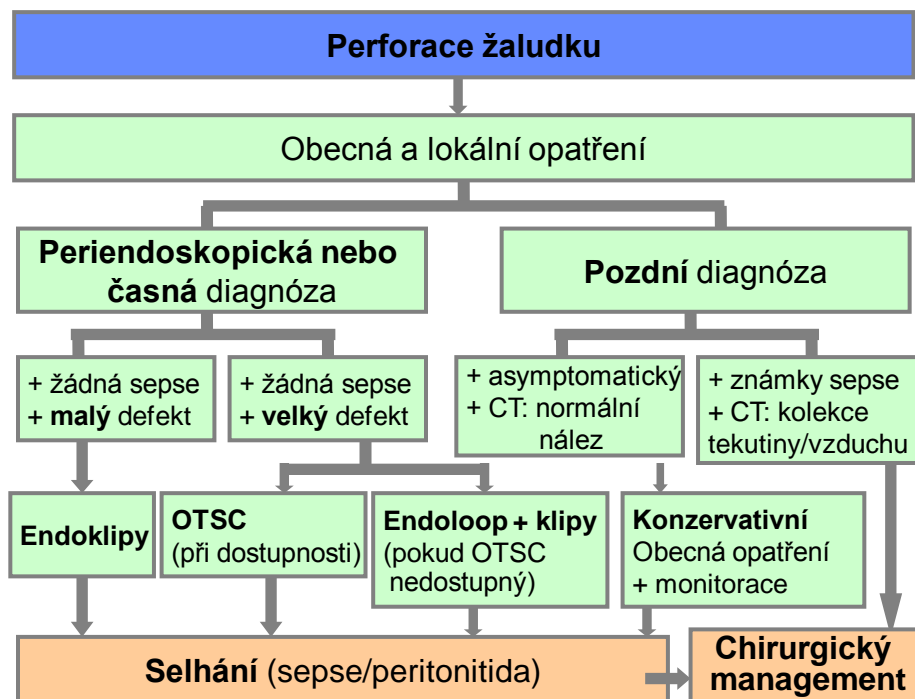 Perforace žaludku
Obecná a lokální opatření
Periendoskopická nebo
časná diagnóza
Pozdní diagnóza
+ žádná sepse
+ malý defekt
+ žádná sepse
+ velký defekt
+ asymptomatický
+ CT: normální
nález
+ známky sepse
+ CT: kolekce
tekutiny/vzduchu
Endoklipy
OTSC
(při dostupnosti)
Endoloop + klipy
(pokud OTSC
nedostupný)
Konzervativní
Obecná opatření
+ monitorace
Selhání (sepse/peritonitida)
Chirurgický
management